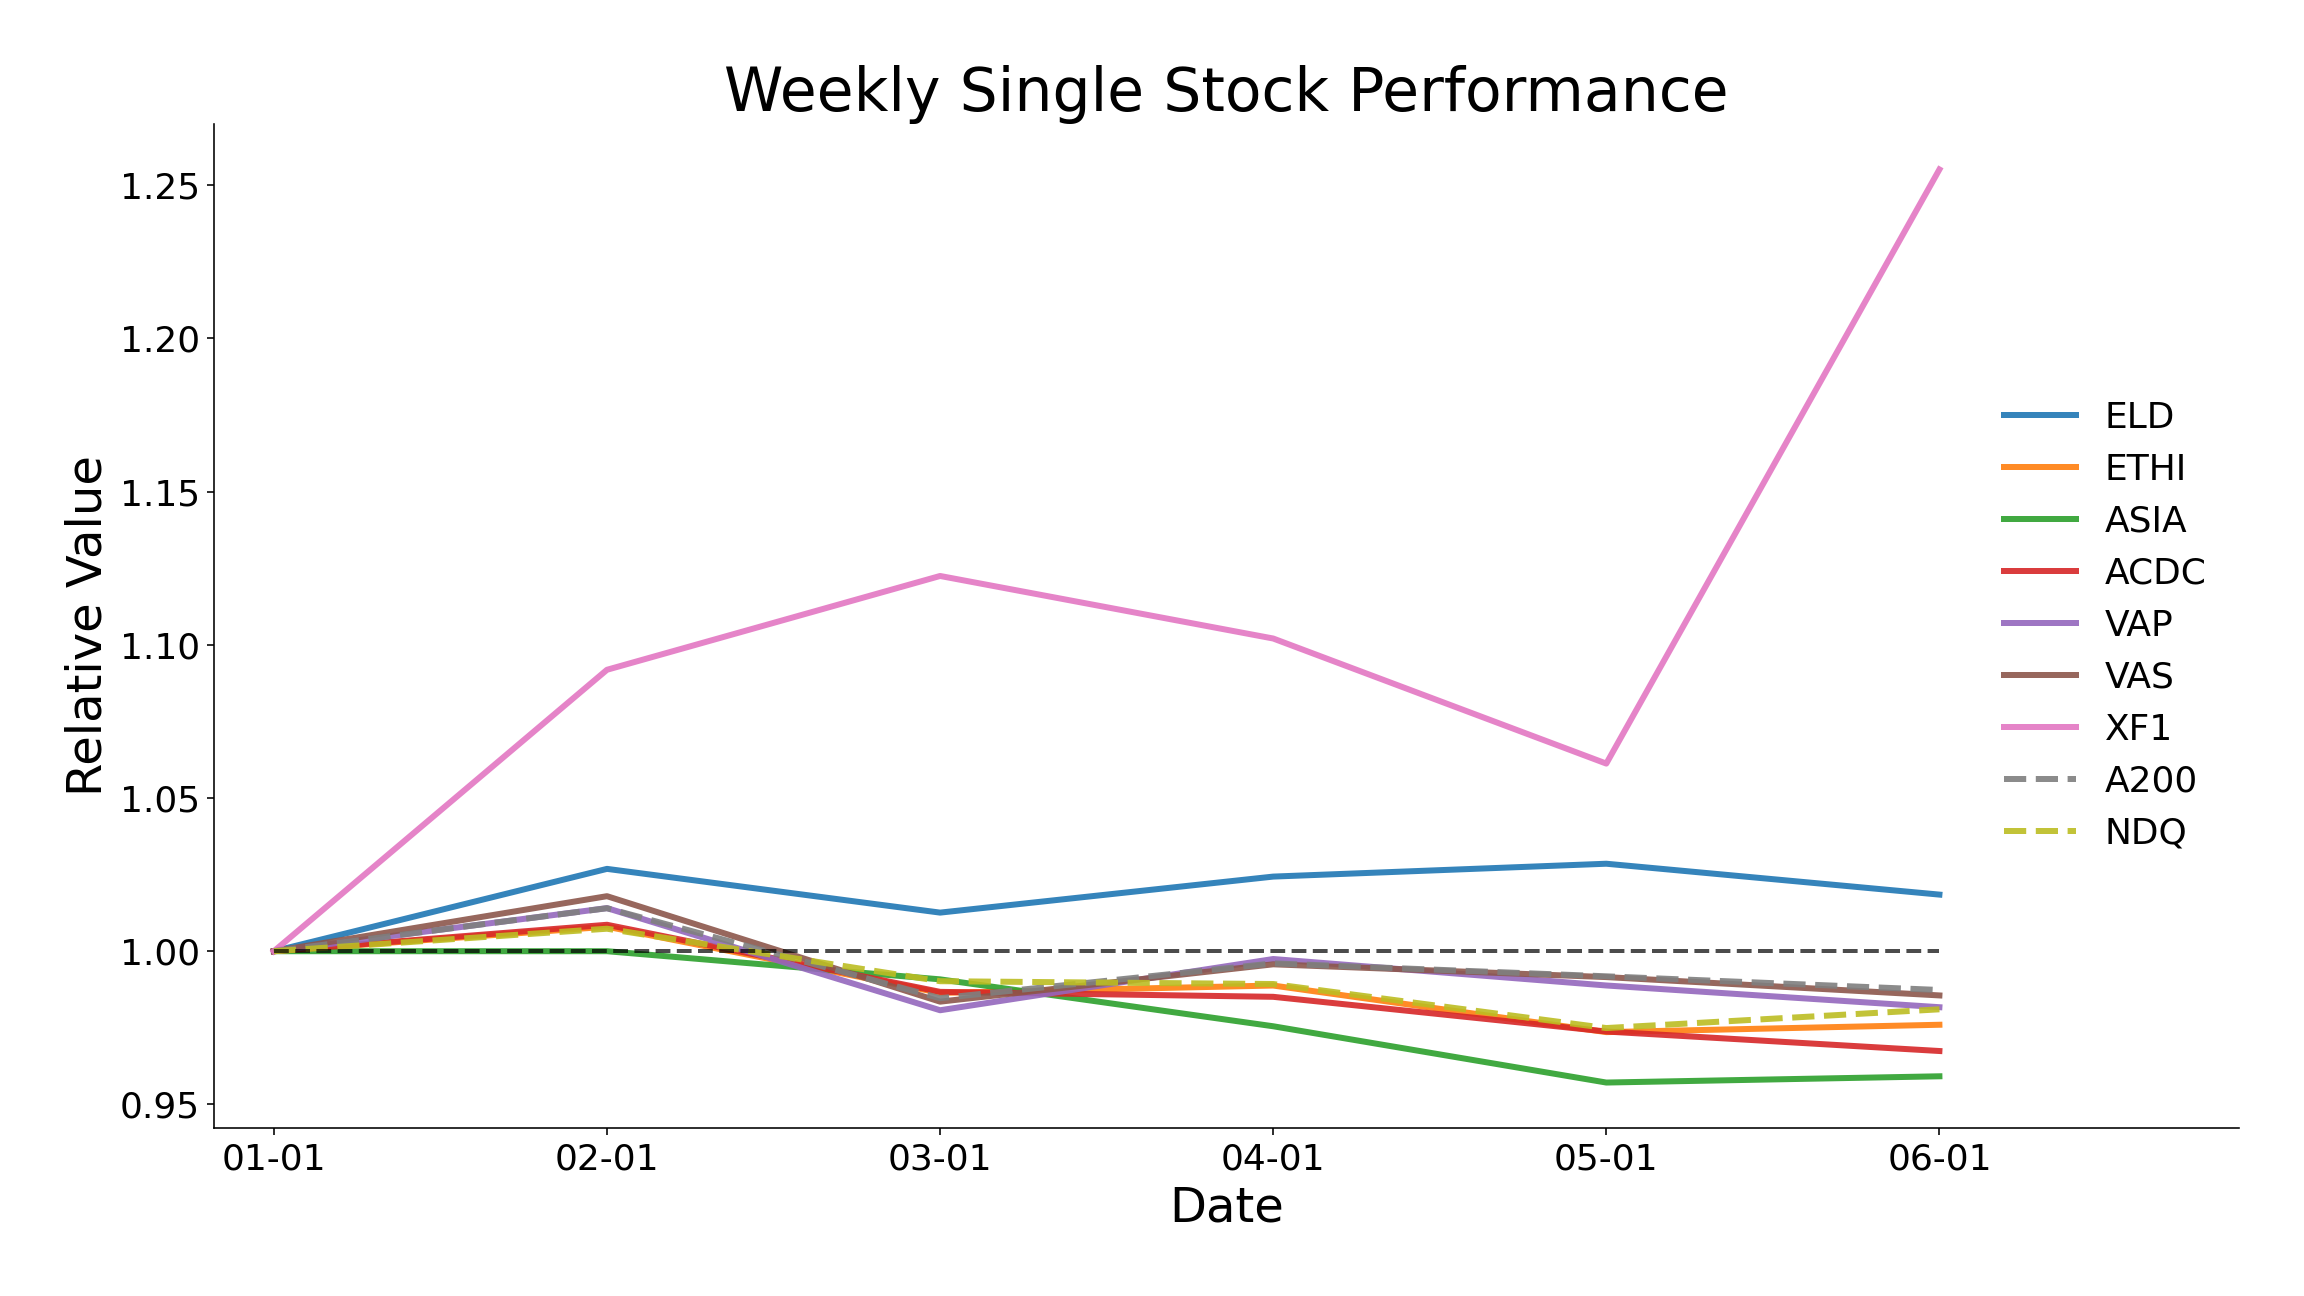 Weekly Single Stock Performance
Relative Value
1.25
1.20
1.15
1.10
1.05
1.00
0.95
01-01 02-01 03-01 04-01 05-01 06-01
Date
ELD
ETHI
ASIA
ACDC
VAP
VAS
XF1
A200
NDQ